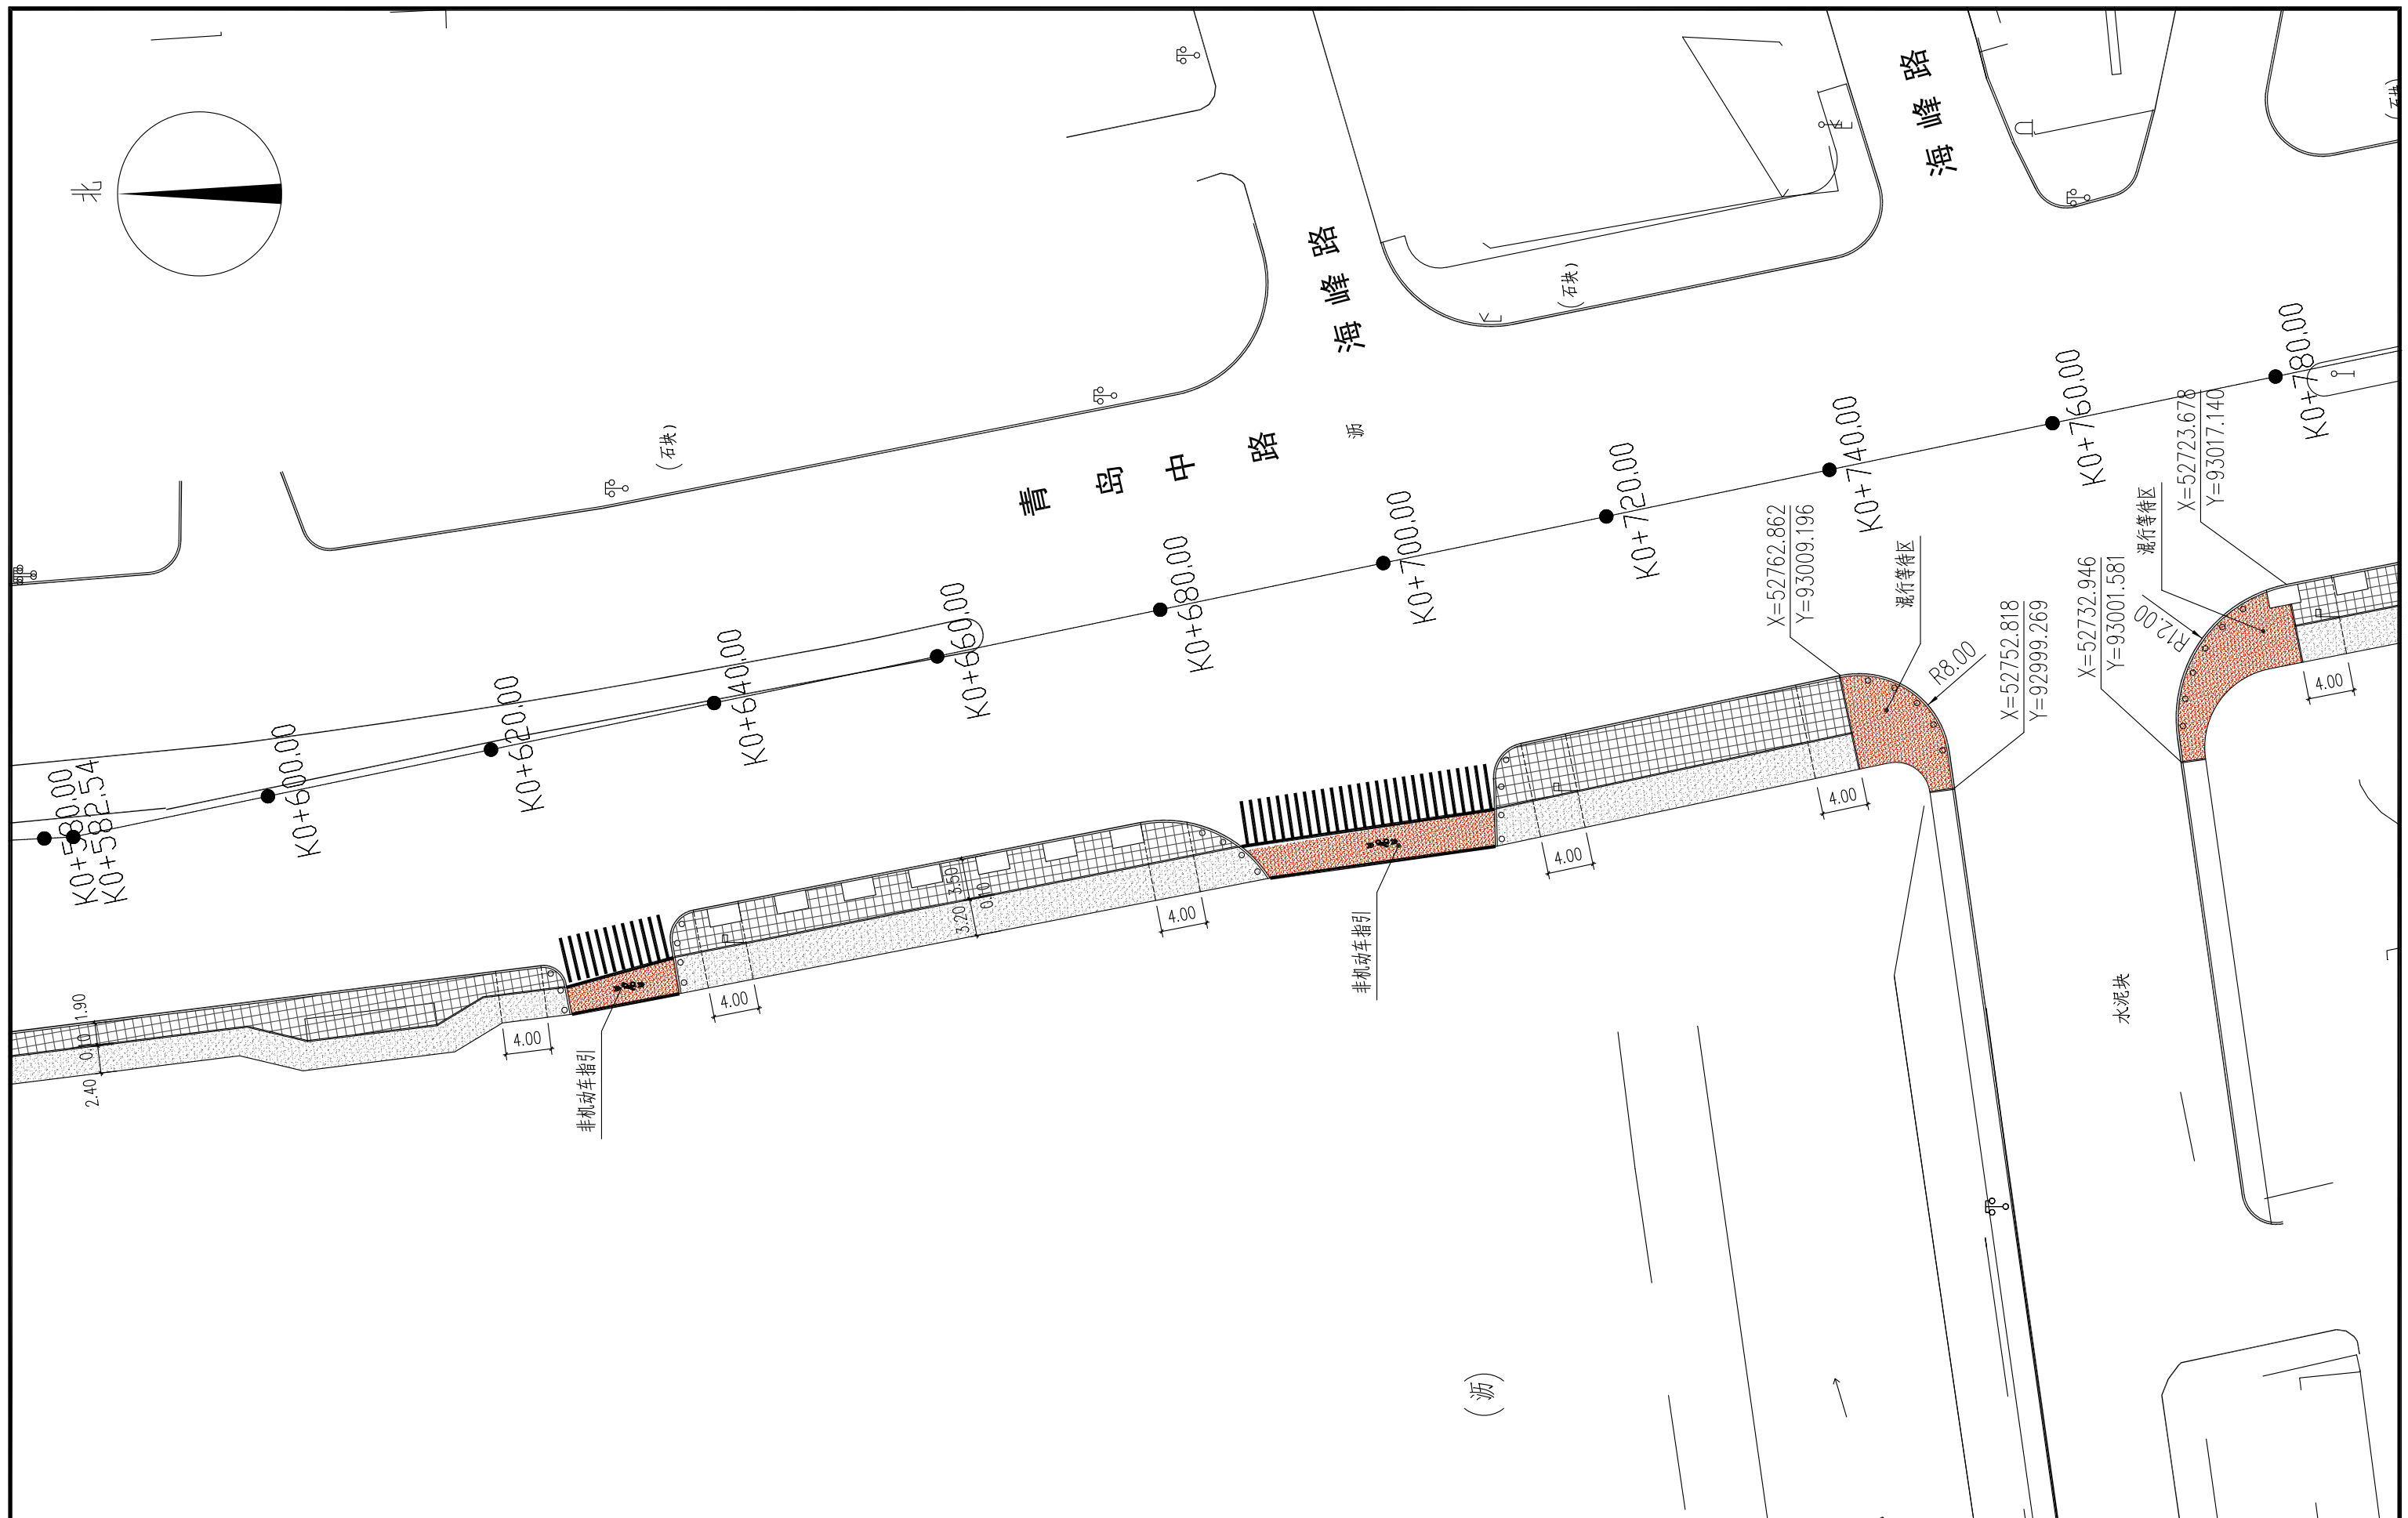 北
海峰路
海峰路
(石块)
(石块)
青岛中路
沥
K0+580.00
K0+582.54
K0+600.00
K0+620.00
K0+640.00
K0+660.00
K0+680.00
K0+700.00
K0+720.00
K0+740.00
K0+760.00
K0+780.00
X=52762.862
Y=93009.196
混行等待区
R8.00
X=52752.818
Y=92999.269
X=52732.946
Y=93001.581
R12.00
混行等待区
X=52723.678
Y=93017.140
4.00
4.00
4.00
非机动车指引
4.00
3.50
0.10
3.20
4.00
非机动车指引
4.00
1.90
0.10
2.40
4.00
水泥块
(沥)